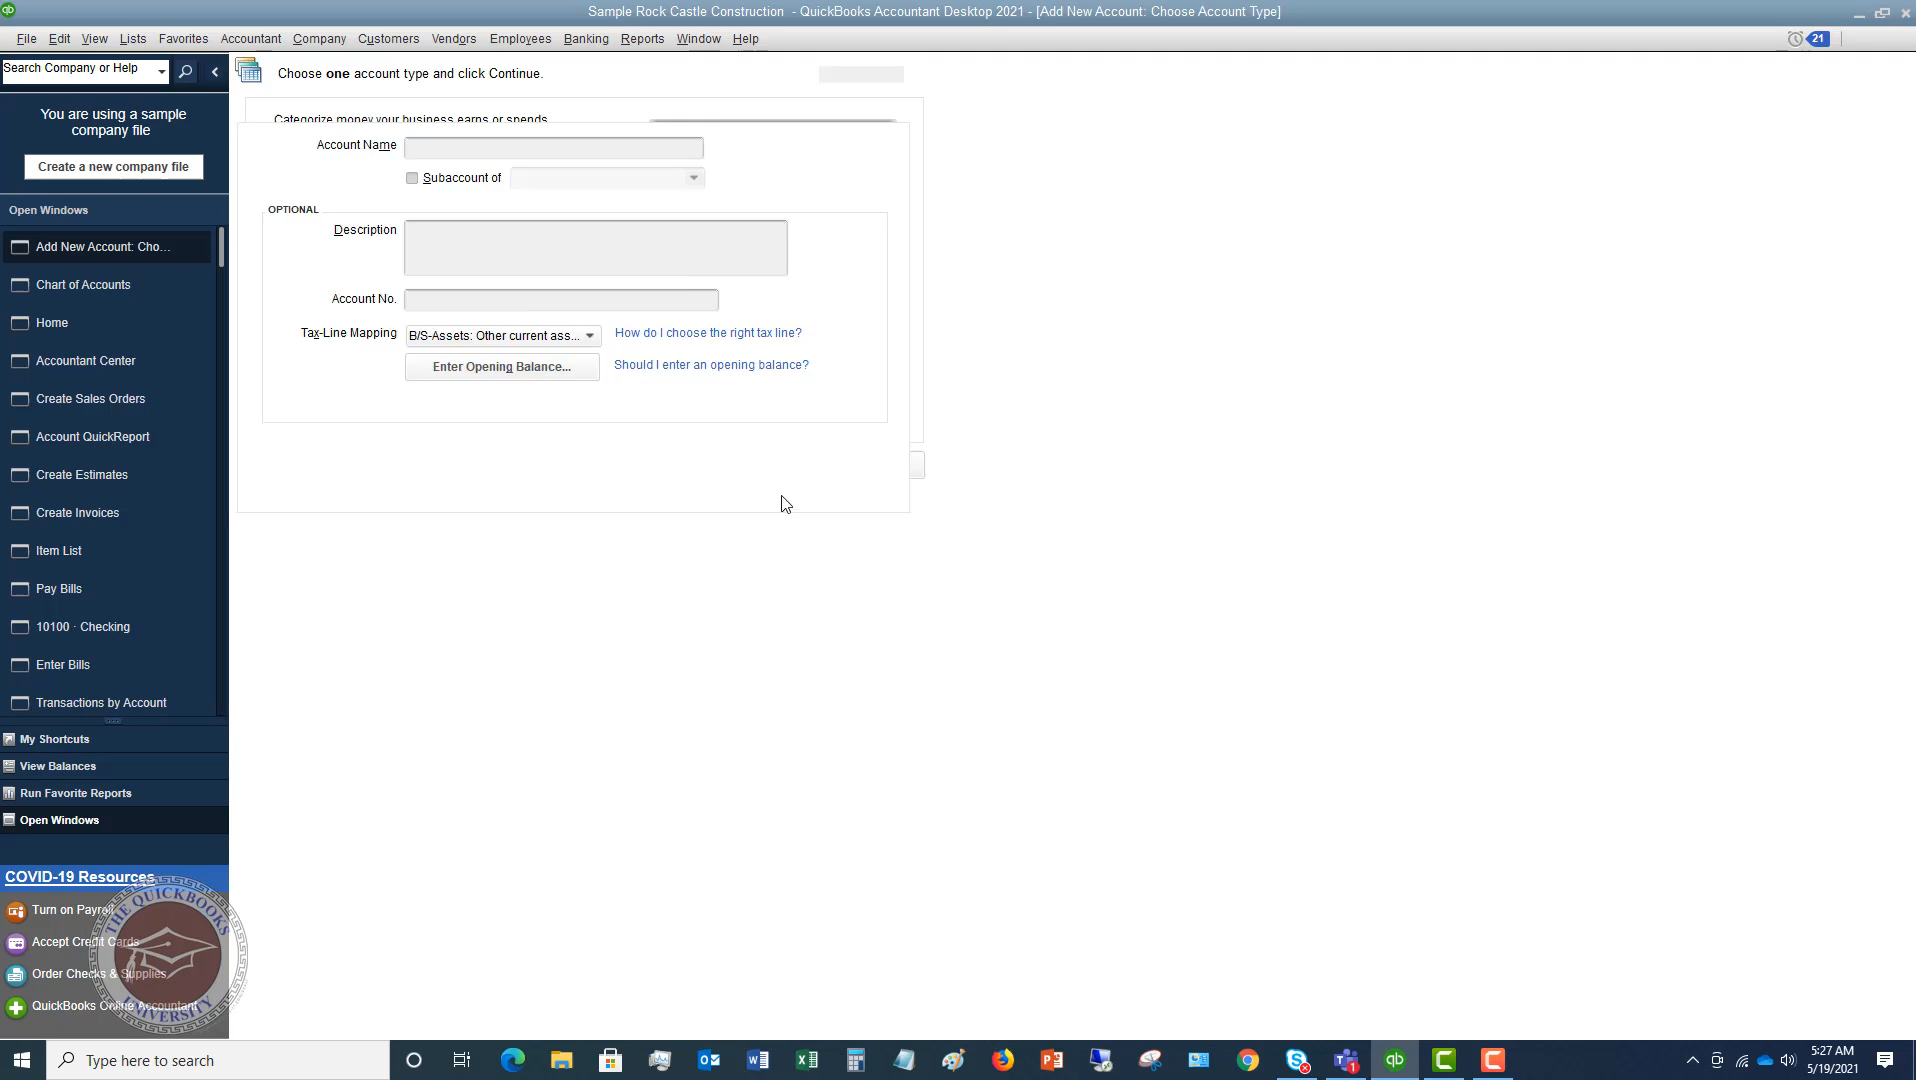 Sample Rock Castle Construction - QuickBooks Accountant Desktop 2021 - [Add New Account: Choose Account Type]
File Edit View Lists Favorites Accountant Company Customers Vendors Employees Banking Reports Window Help
21
Search Company or Help
Choose one account type and click Continue.
You are using a sample
company file
Create a new company file
Open Windows
Add New Account: Cho...
Chart of Accounts
Home
Accountant Center
Create Sales Orders
Account QuickReport
Create Estimates
Create Invoices
Item List
Pay Bills
10100 · Checking
Enter Bills
Transactions by Account
My Shortcuts
View Balances
Run Favorite Reports
Open Windows
COVID-19 Resources
Turn on Payroll
Accept Credit Cards
Order Checks & Supplies
QuickBooks Online Accountant
THE QUICKBOOKS
UNIVERSITY
Categorize money your business earns or spends
Account Name
Subaccount of
OPTIONAL
Description
Account No.
Tax-Line Mapping
B/S-Assets: Other current ass...
How do I choose the right tax line?
Enter Opening Balance...
Should I enter an opening balance?
Type here to search
1
5:27 AM
5/19/2021